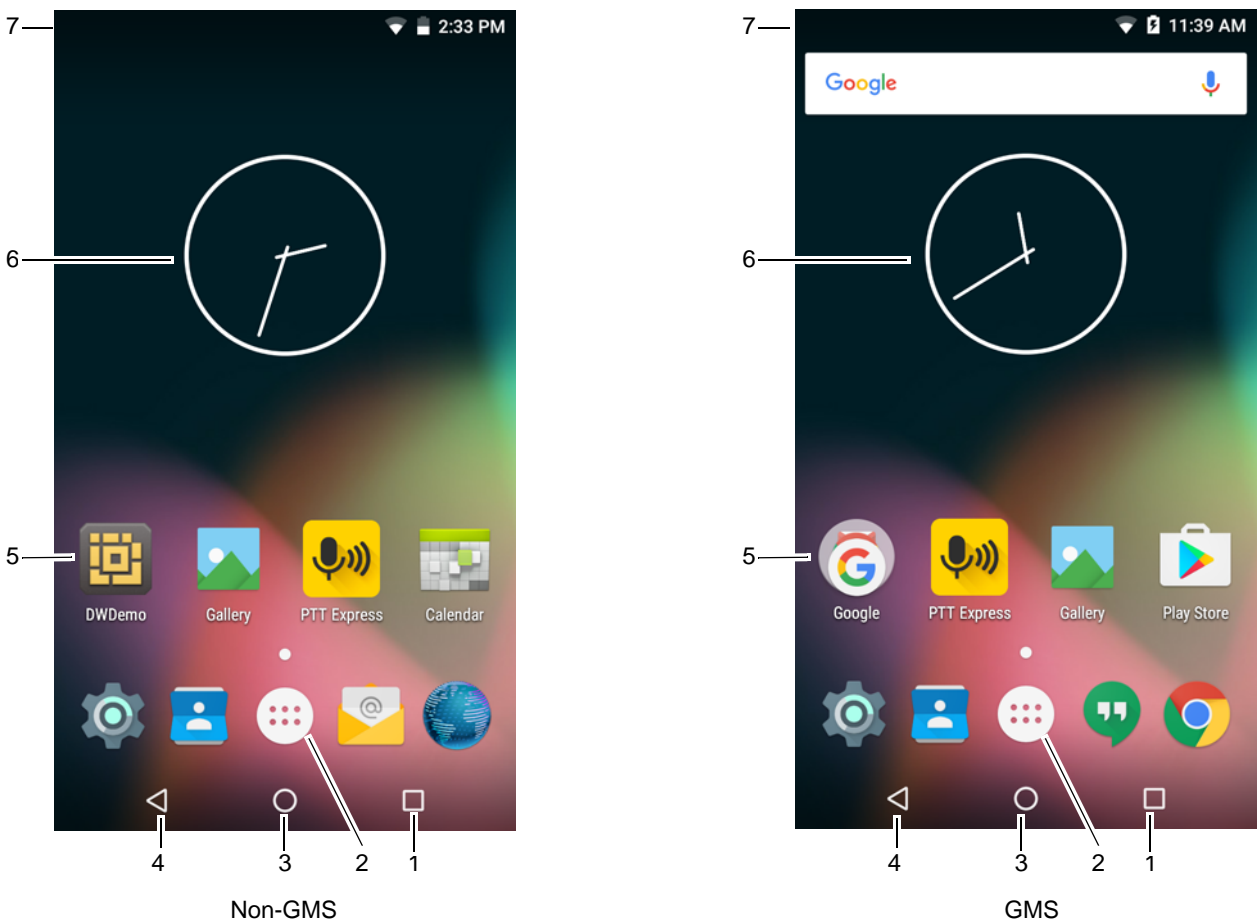 7
2:33 PM
6
5
DWDemo
Gallery
PTT Express
Calendar
@
4
3
2
1
Non-GMS
7
11:39 AM
Google
6
5
G
Google
PTT Express
Gallery
Play Store
4
3
2
1
GMS